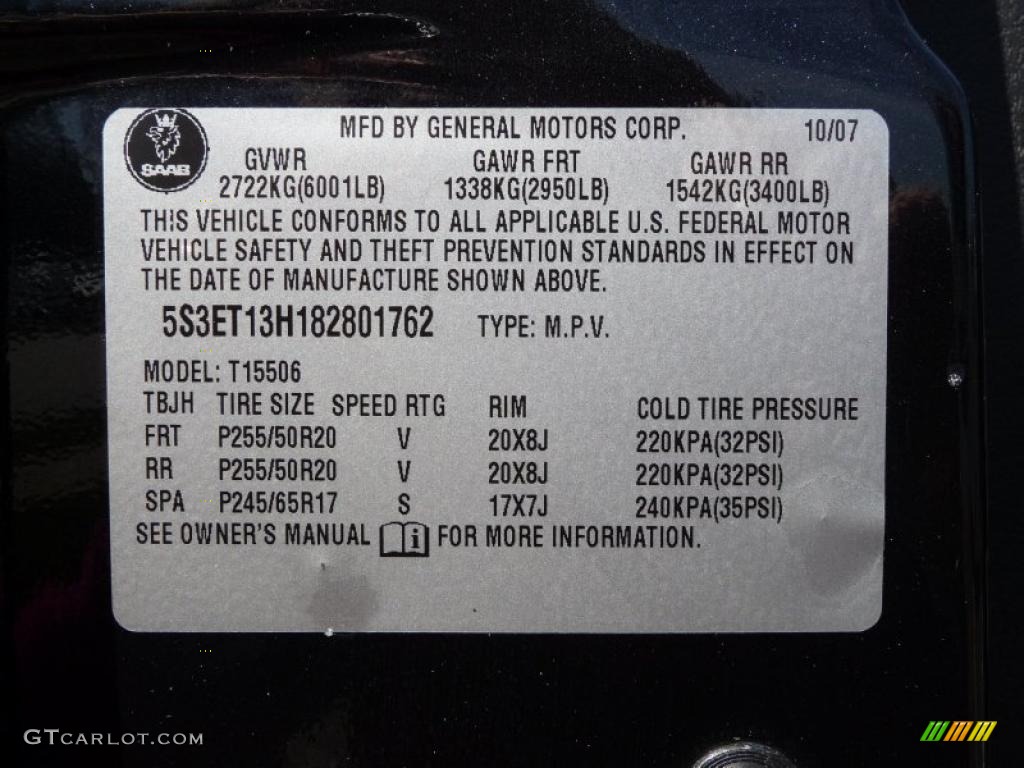 MFD BY GENERAL MOTORS CORP. 10/07
SAAB
GVWR GAWR FRT GAWR RR
2722KG(6001LB) 1338KG(2950LB) 1542KG(3400LB)
THIS VEHICLE CONFORMS TO ALL APPLICABLE U.S. FEDERAL MOTOR
VEHICLE SAFETY AND THEFT PREVENTION STANDARDS IN EFFECT ON
THE DATE OF MANUFACTURE SHOWN ABOVE.
5S3ET13H182801762 TYPE: M.P.V.
MODEL: T15506
TBJH TIRE SIZE SPEED RTG RIM COLD TIRE PRESSURE
FRT P255/50R20 V 20X8J 220KPA(32PSI)
RR P255/50R20 V 20X8J 220KPA(32PSI)
SPA P245/65R17 S 17X7J 240KPA(35PSI)
SEE OWNER'S MANUAL i FOR MORE INFORMATION.
GTCARLOT.COM